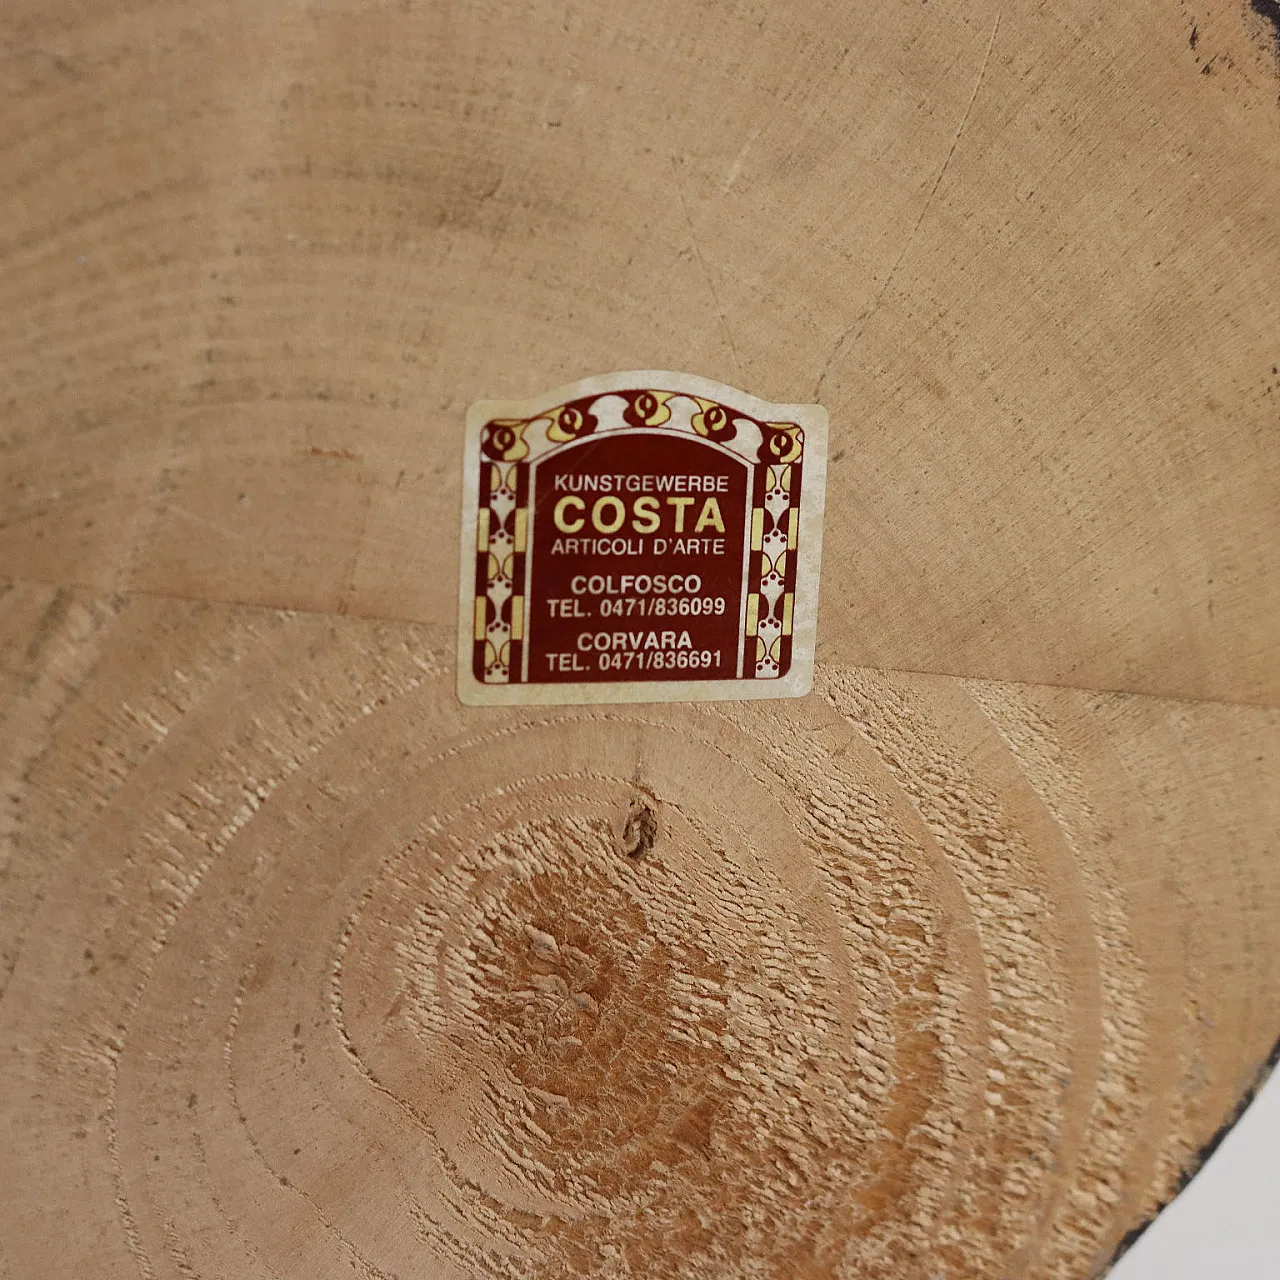 KUNSTGEWERBE
COSTA
ARTICOLI D'ARTE
COLFOSCO
TEL. 0471/836099
CORVARA
TEL. 0471/836691